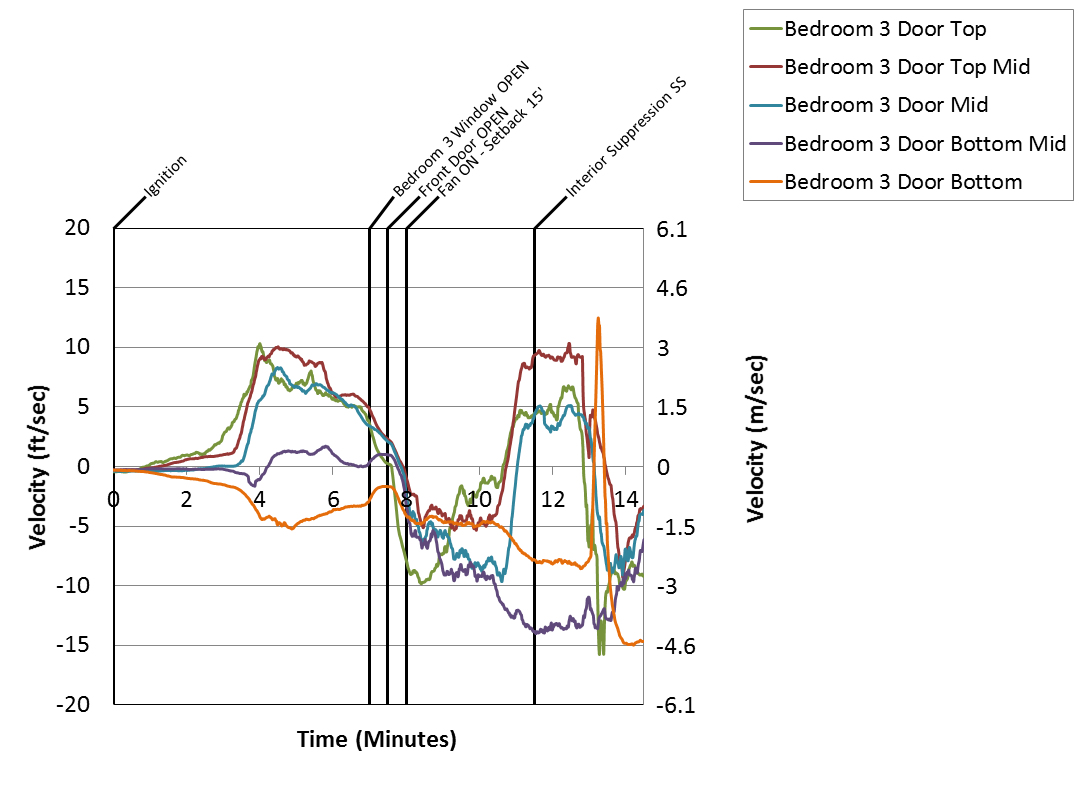 Bedroom 3 Door Top
Bedroom 3 Door Top Mid
Bedroom 3 Door Mid
Bedroom 3 Door Bottom Mid
Bedroom 3 Door Bottom
Ignition
Bedroom 3 Window OPEN
Front Door OPEN
Fan ON - Setback 15'
Interior Suppression SS
20
15
10
5
0
-5
-10
-15
-20
Velocity (ft/sec)
6.1
4.6
3
1.5
0
-1.5
-3
-4.6
-6.1
Velocity (m/sec)
0 2 4 6 8 10 12 14
Time (Minutes)